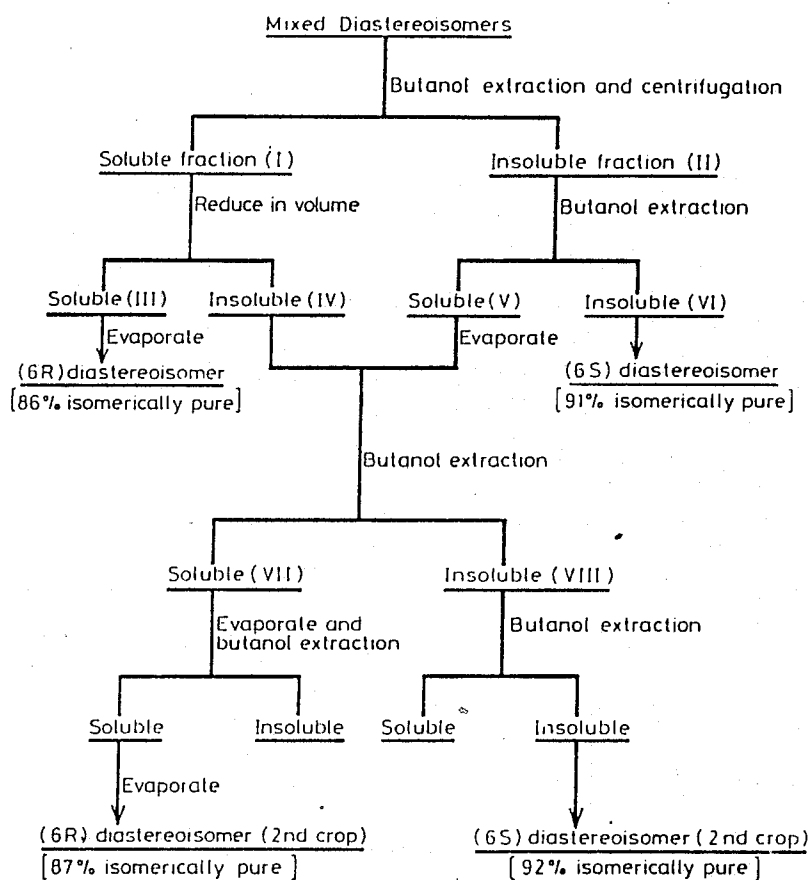 Mixed Diastereoisomers
Butanol extraction and centrifugation
Soluble fraction (I)
Insoluble fraction (II)
Reduce in volume
Butanol extraction
Soluble (III)
Insoluble (IV)
Soluble (V)
Insoluble (VI)
Evaporate
Evaporate
(6R) diastereoisomer
[86% isomerically pure]
(6S) diastereoisomer
[91% isomerically pure]
Butanol extraction
Soluble (VII)
Insoluble (VIII)
Evaporate and
butanol extraction
Butanol extraction
Soluble
Insoluble
Soluble
Insoluble
Evaporate
(6R) diastereoisomer (2nd crop)
[87% isomerically pure]
(6S) diastereoisomer (2nd crop)
[92% isomerically pure]